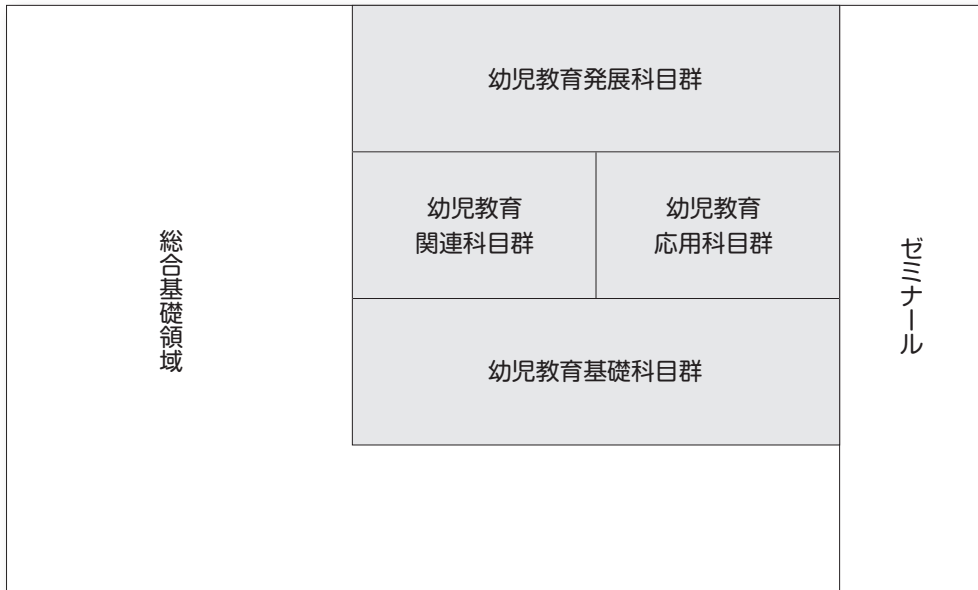 幼児教育発展科目群
幼児教育
関連科目群
幼児教育
応用科目群
総合基礎領域
ゼミナール
幼児教育基礎科目群